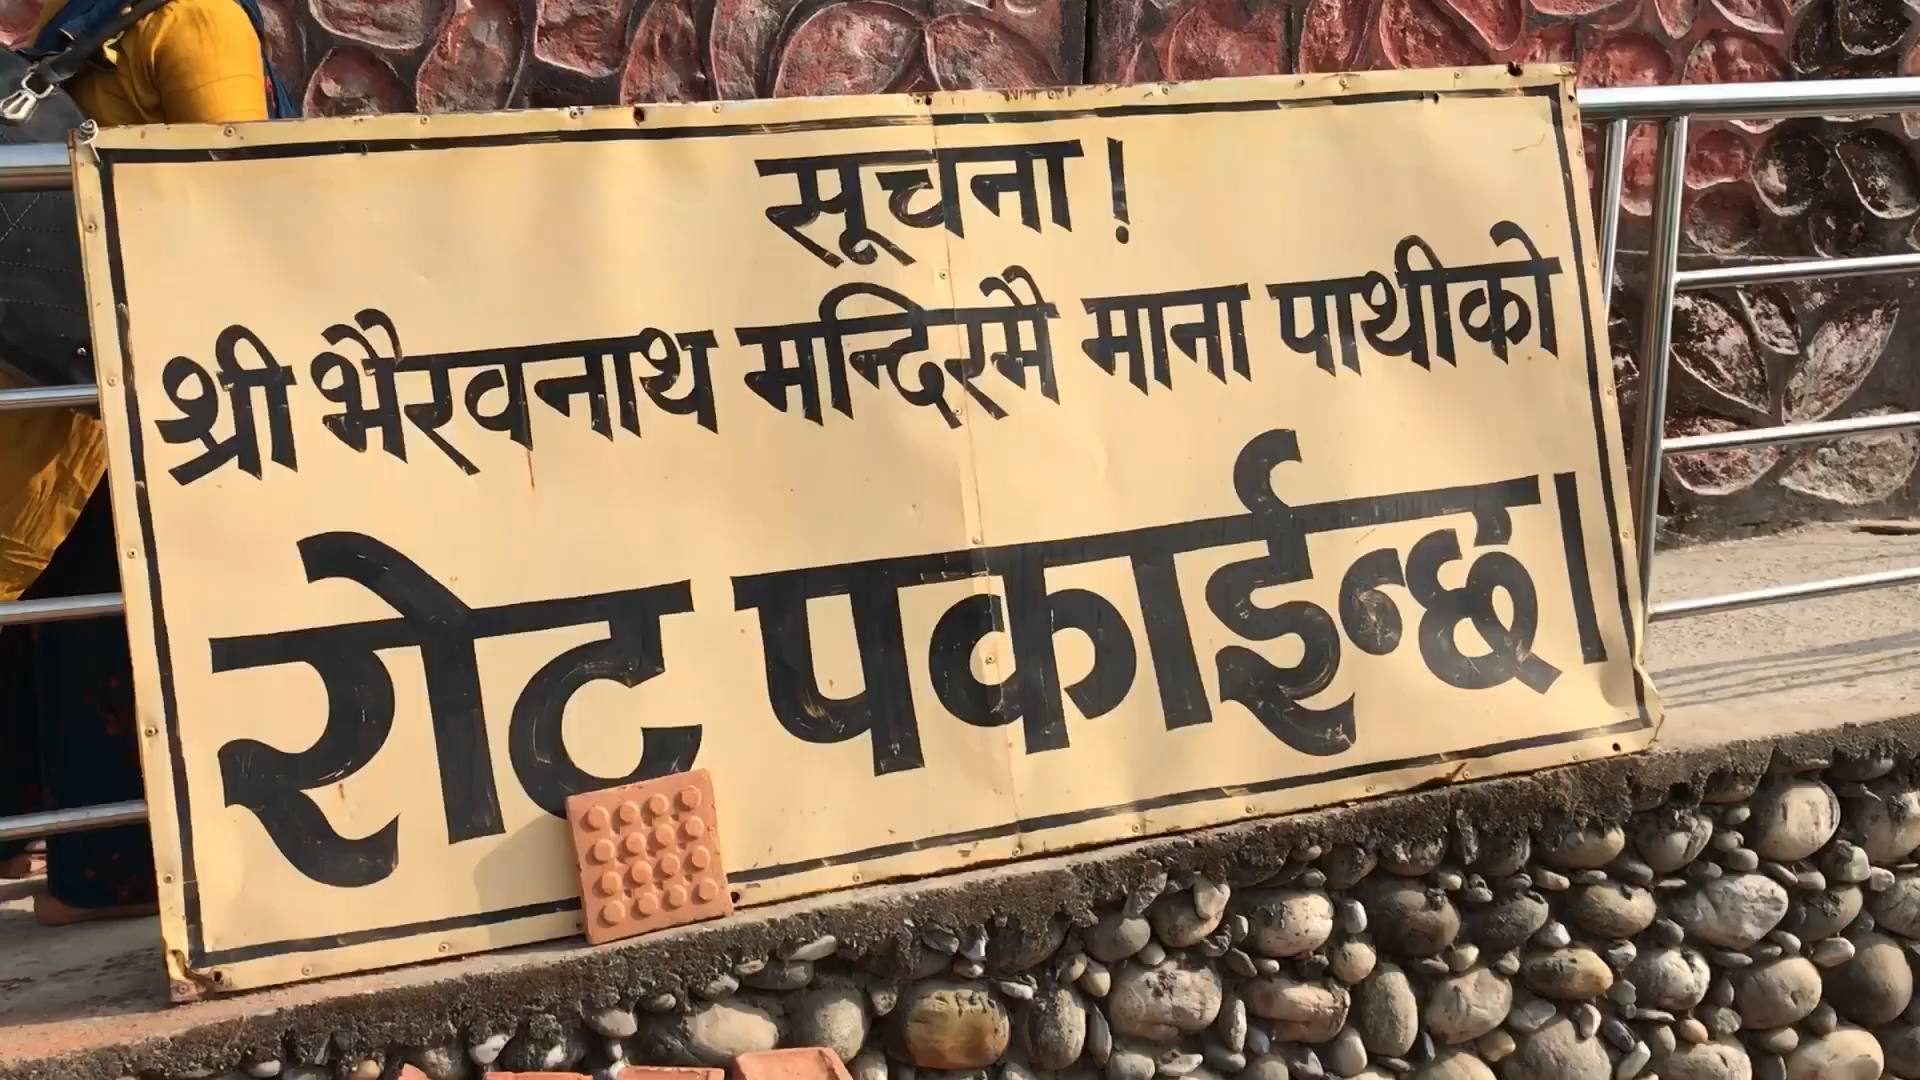 सूचना !
श्री भैरवनाथ मन्दिरमै माना पाथीको
रोट पकाईन्छ।